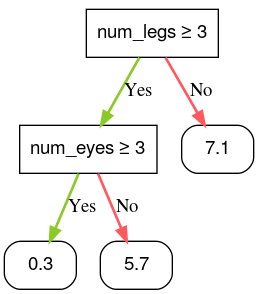 num_legs ≥ 3
Yes
No
num_eyes ≥ 3
7.1
Yes
No
0.3
5.7